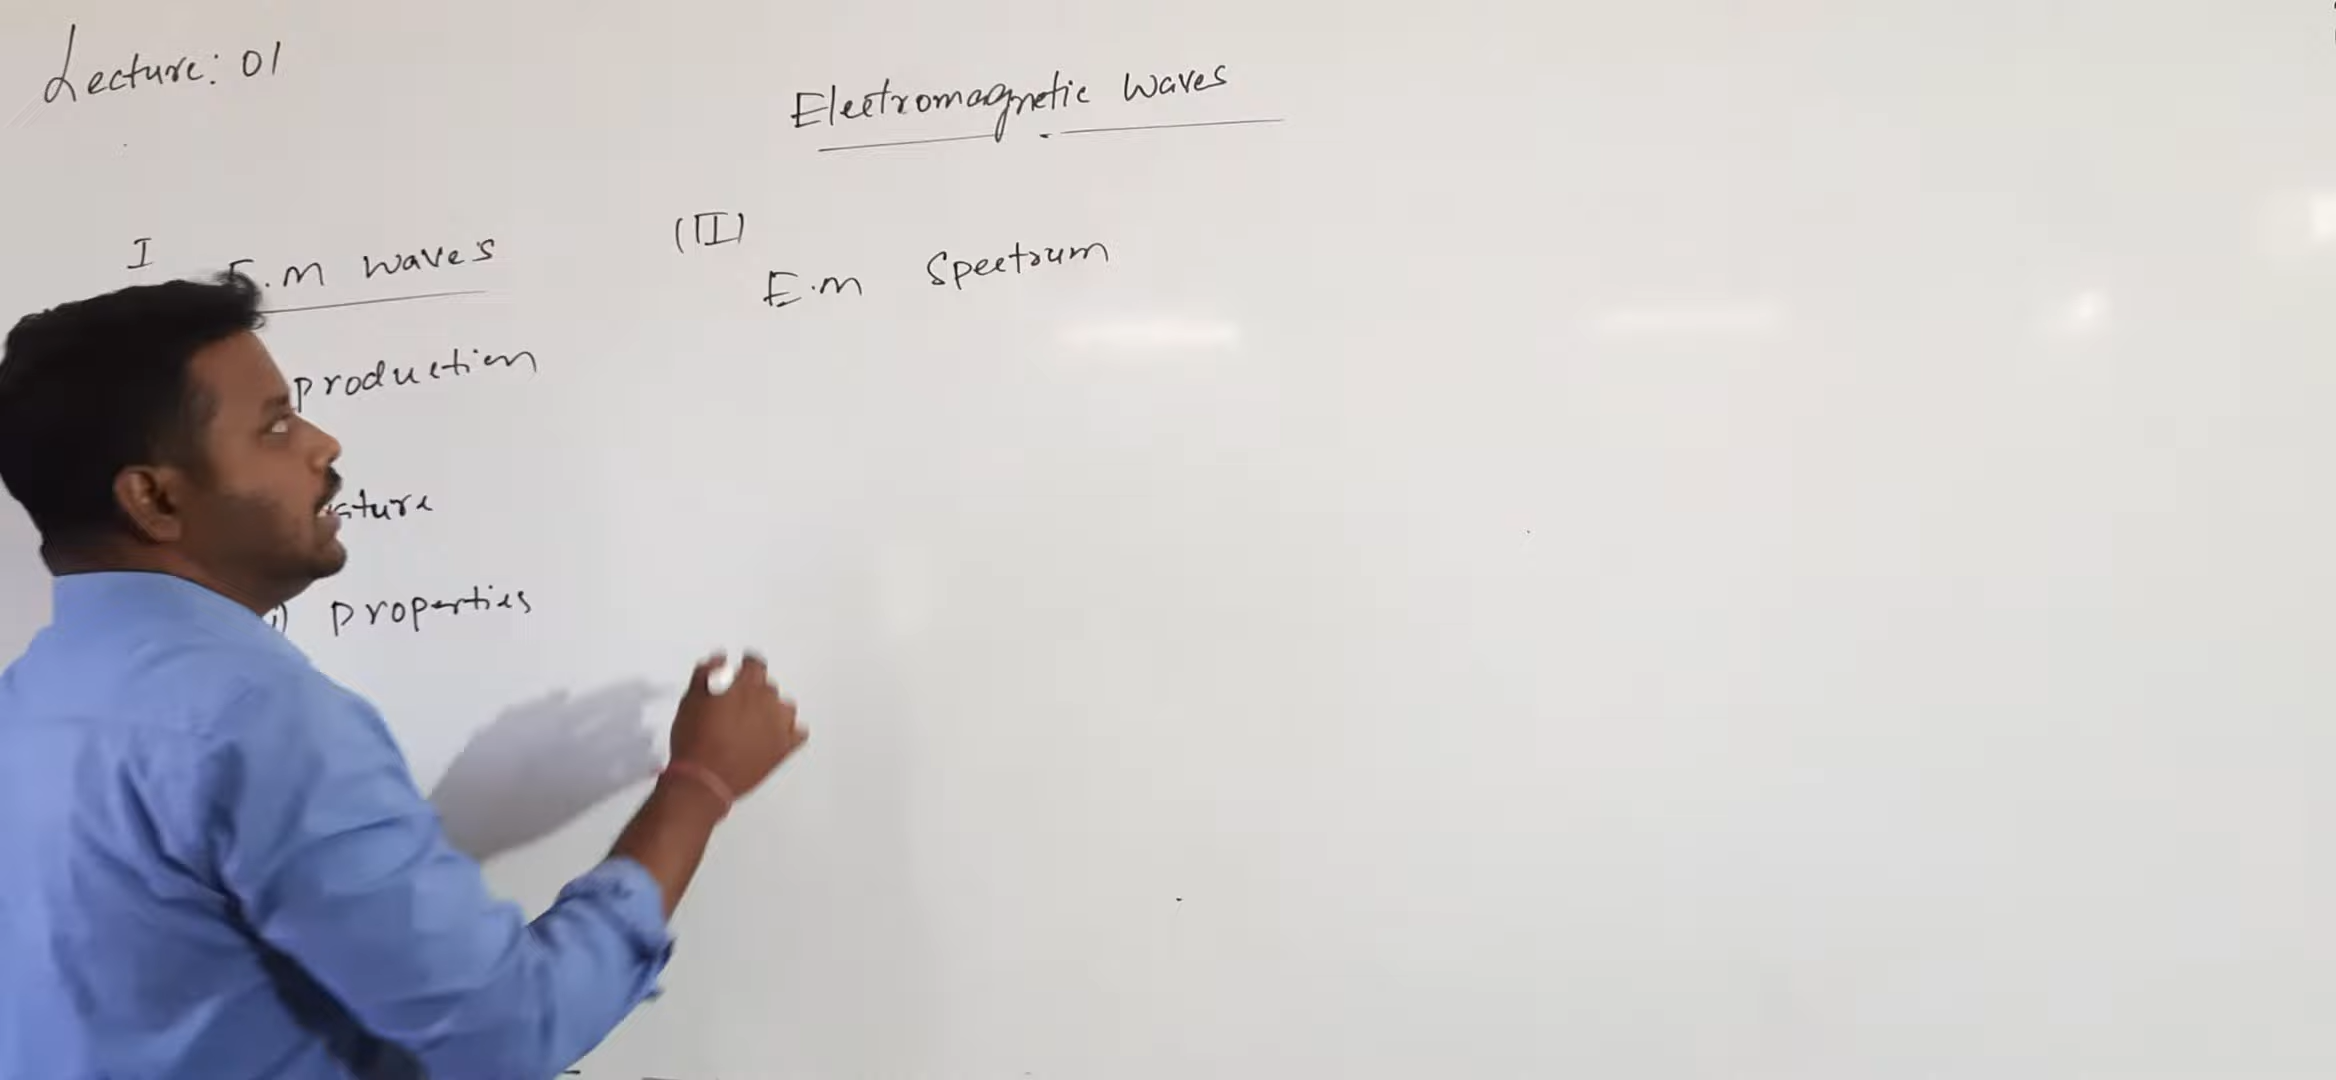 Lecture: 01
Electromagnetic waves
I E.m waves
production
properties
(II)
E.m Spectrum